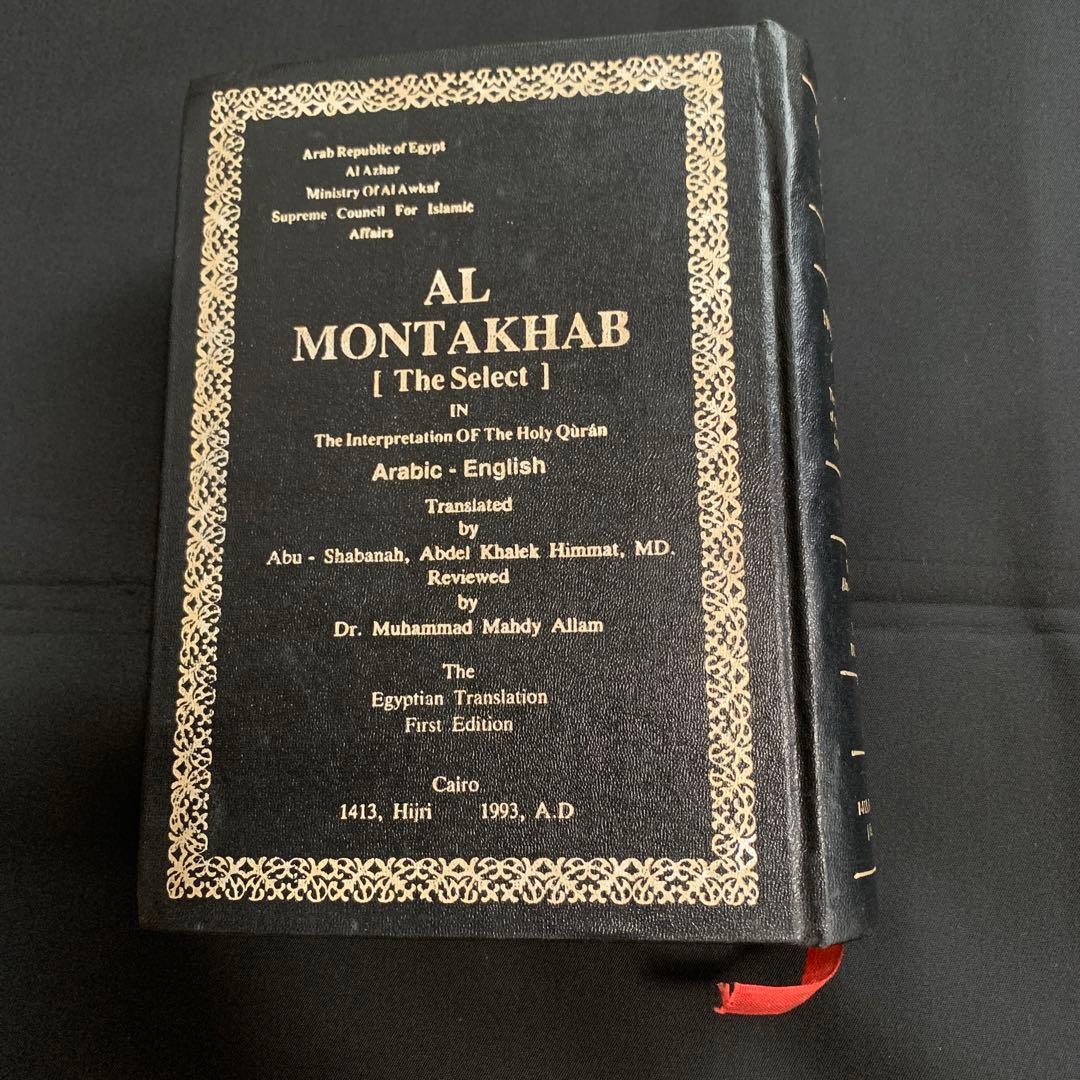 Arab Republic of Egypt
Al Azhar
Ministry Of Al Awkaf
Supreme Council For Islamic
Affairs
AL
MONTAKHAB
[ The Select ]
IN
The Interpretation OF The Holy Qùrán
Arabic - English
Translated
by
Abu - Shabanah, Abdel Khalek Himmat, MD.
Reviewed
by
Dr. Muhammad Mahdy Allam
The
Egyptian Translation
First Edition
Cairo
1413, Hijri 1993, A.D